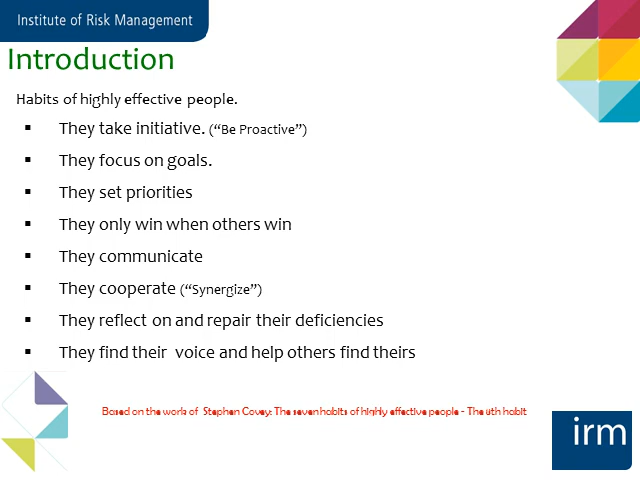 Institute of Risk Management
Introduction
Habits of highly effective people.
▪ They take initiative. (“Be Proactive”)
▪ They focus on goals.
▪ They set priorities
▪ They only win when others win
▪ They communicate
▪ They cooperate (“Synergize”)
▪ They reflect on and repair their deficiencies
▪ They find their voice and help others find theirs
Based on the work of Stephen Covey: The seven habits of highly effective people - The 8th habit
irm